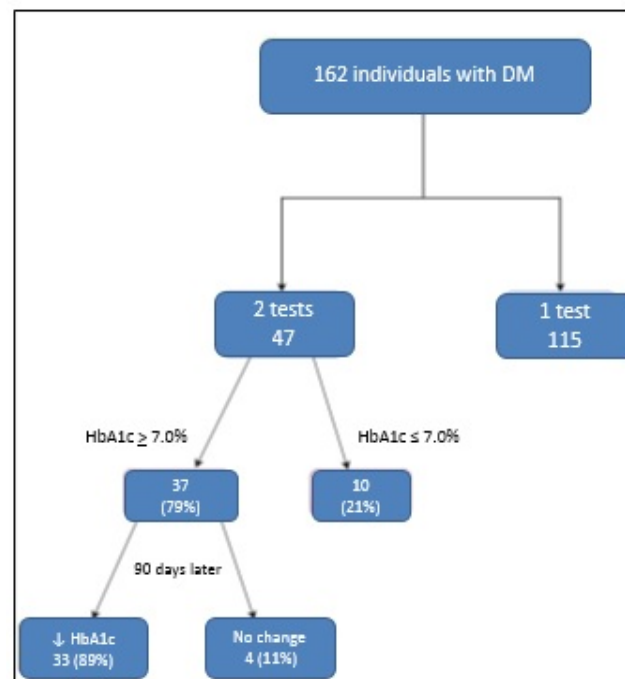 162 individuals with DM
2 tests
47
1 test
115
HbA1c ≥ 7.0%
HbA1c ≤ 7.0%
37
(79%)
10
(21%)
90 days later
↓ HbA1c
33 (89%)
No change
4 (11%)